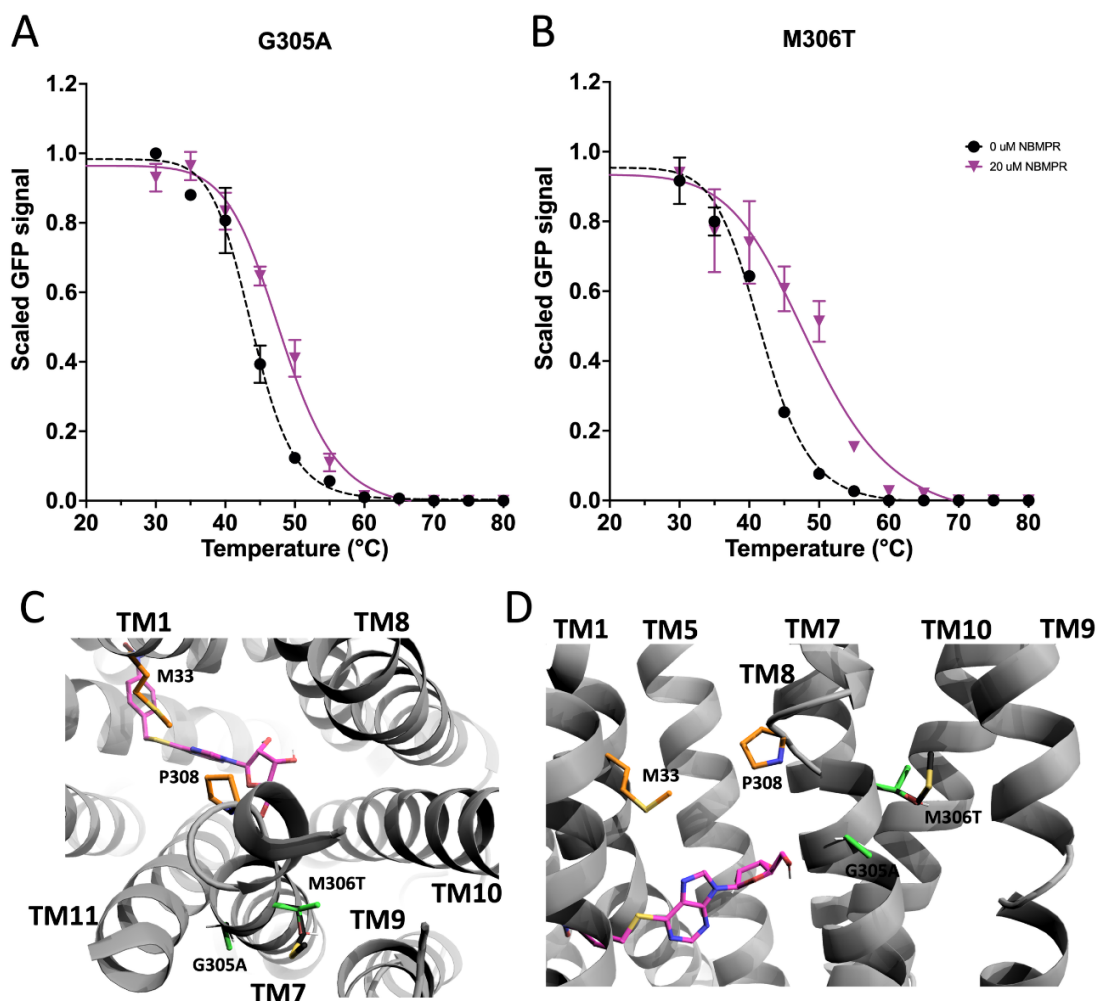 A
G305A
Scaled GFP signal
1.2
1.0
0.8
0.6
0.4
0.2
0.0
20 30 40 50 60 70 80
Temperature (°C)
B
M306T
Scaled GFP signal
1.2
1.0
0.8
0.6
0.4
0.2
0.0
20 30 40 50 60 70 80
Temperature (°C)
0 uM NBMPR
20 uM NBMPR
C
TM1
TM8
M33
P308
M306T
TM10
TM11
TM9
G305A
TM7
D
TM1
TM5
TM7
TM10
TM9
TM8
M33
P308
M306T
G305A